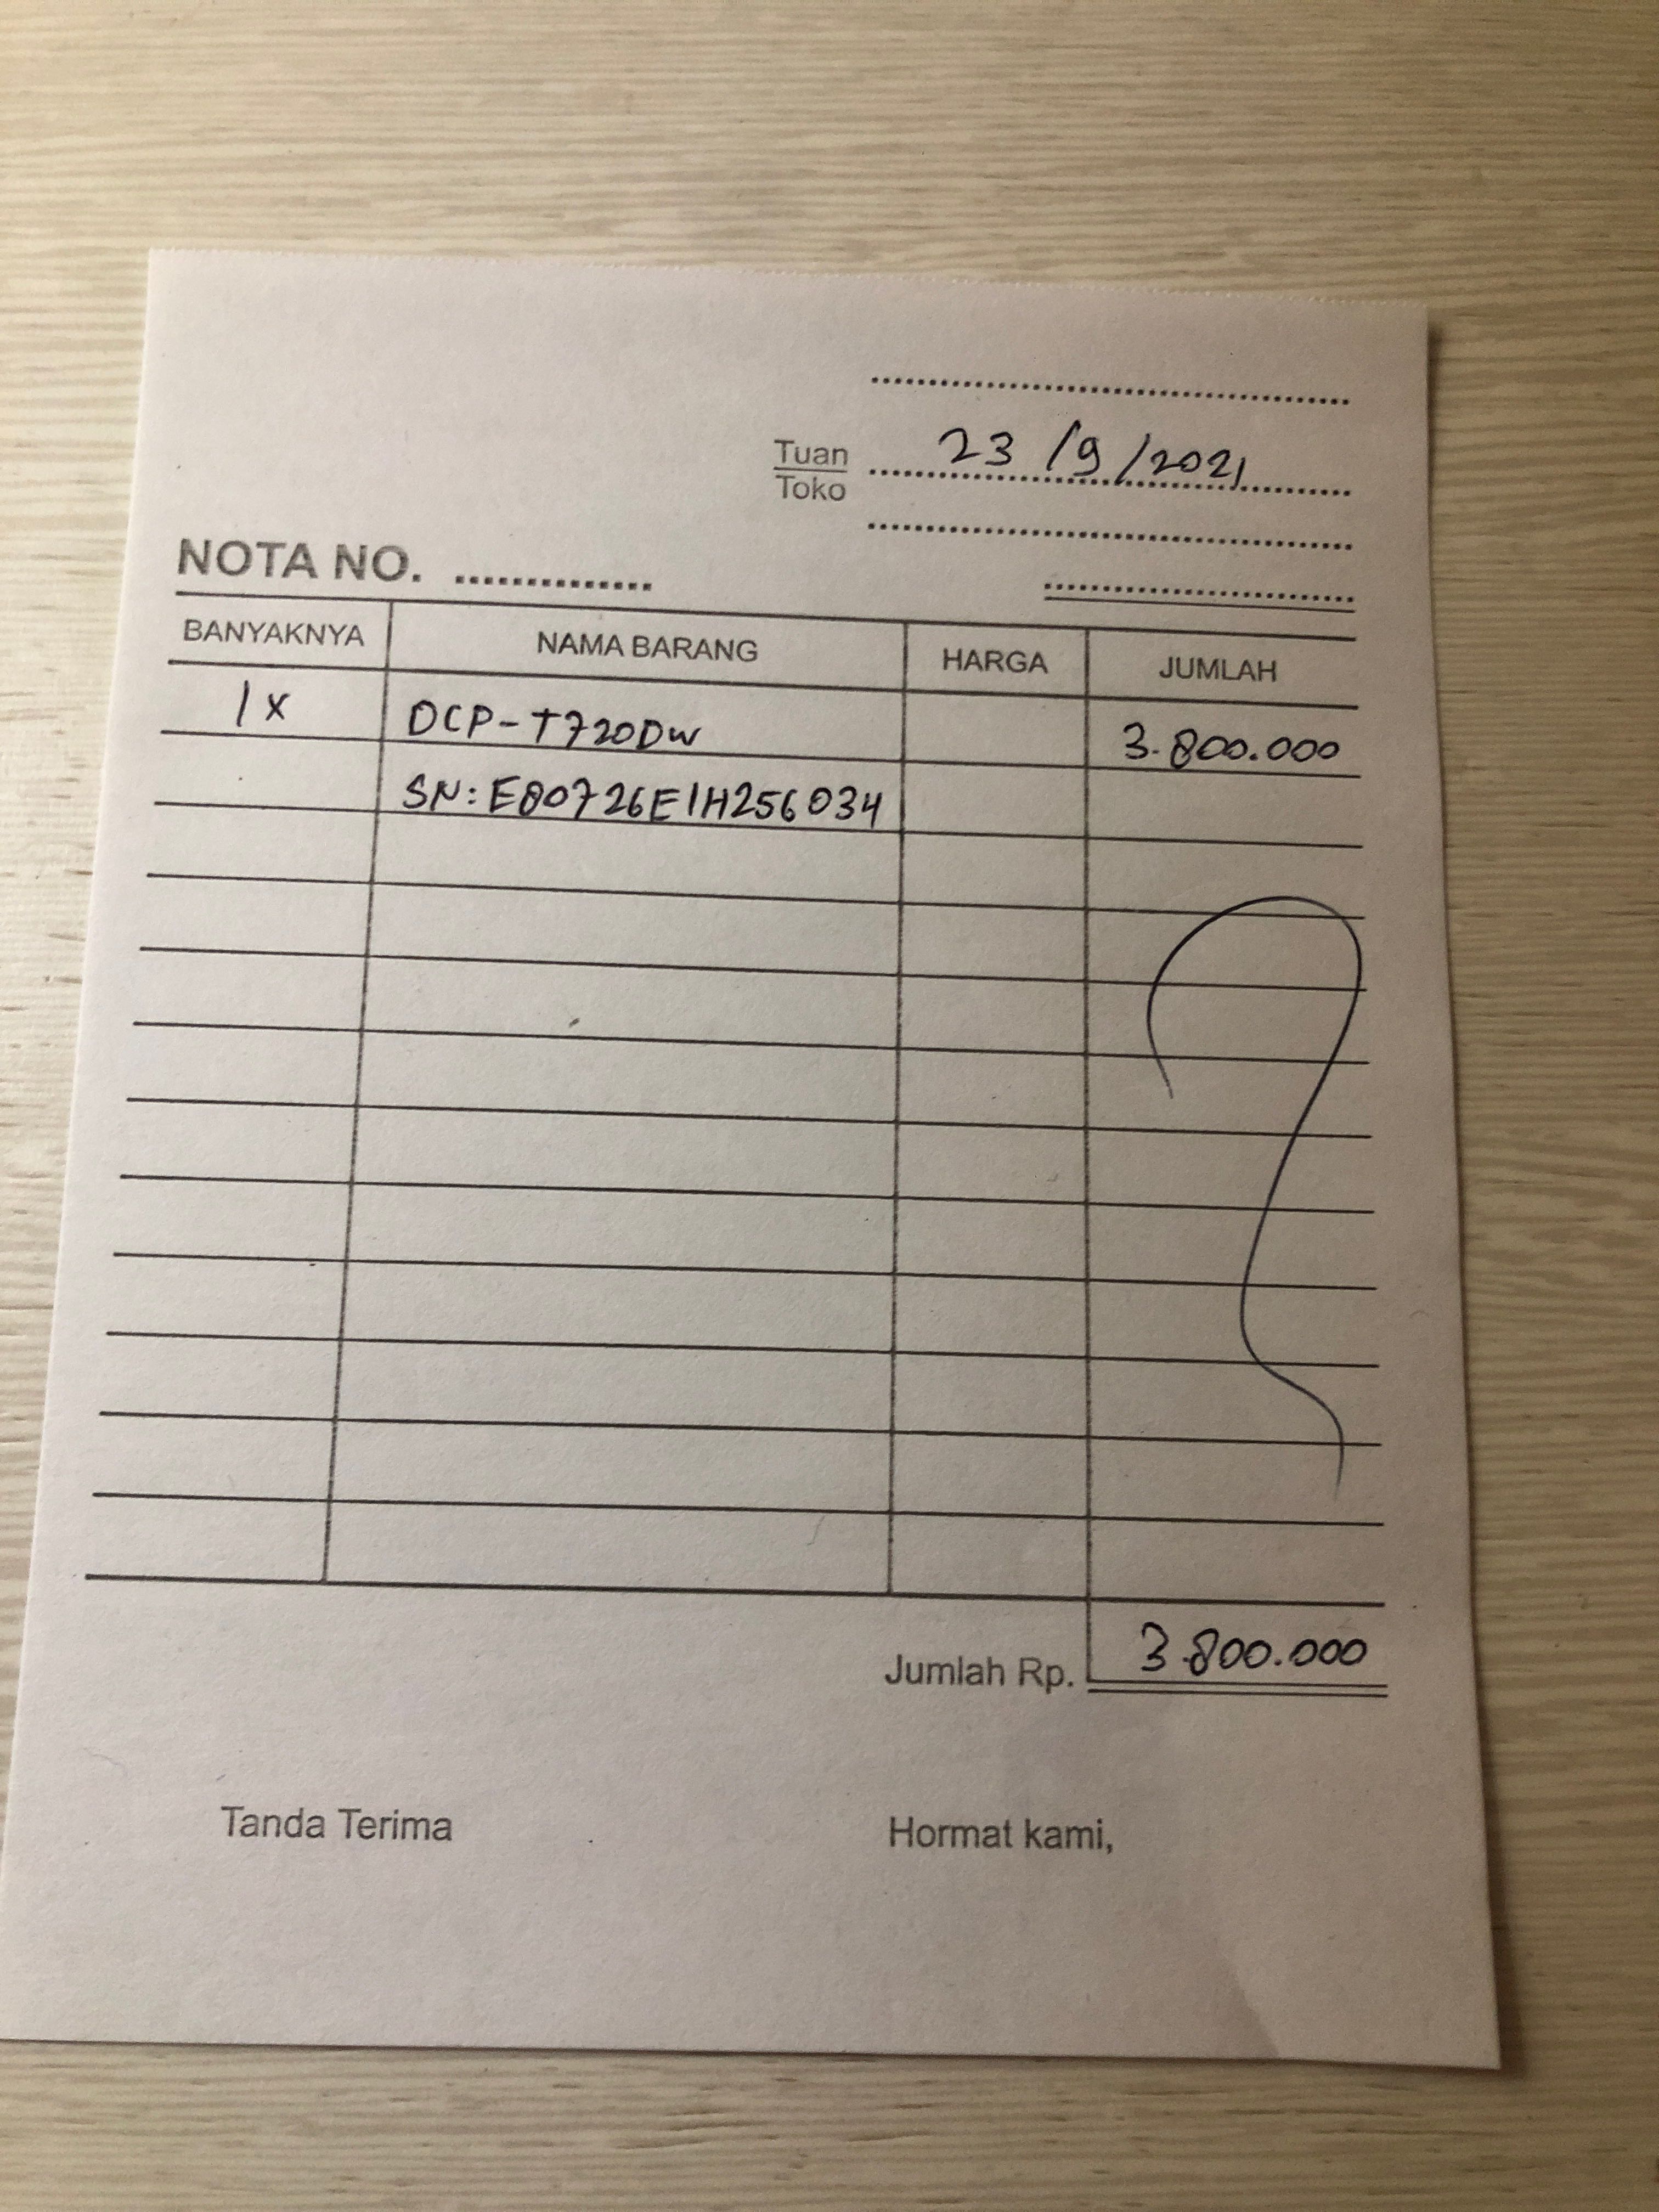 Tuan 23/9/2021
Toko
NOTA NO.
BANYAKNYA NAMA BARANG HARGA JUMLAH
1x DCP-T720DW 3.800.000
SN: E80726E1H256034
Jumlah Rp. 3.800.000
Tanda Terima Hormat kami,